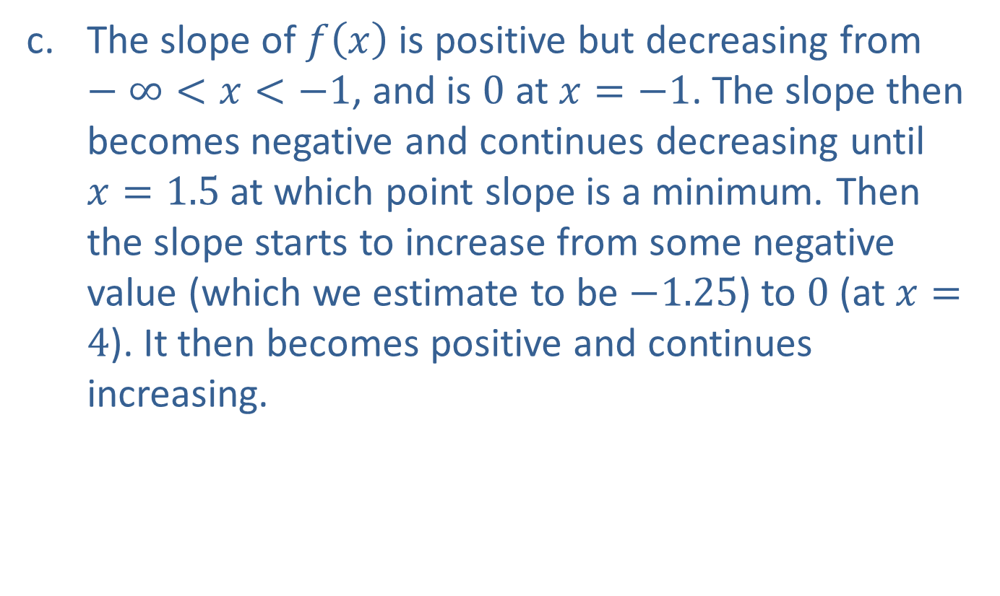 c. The slope of f(x) is positive but decreasing from
− ∞ < x < −1, and is 0 at x = −1. The slope then
becomes negative and continues decreasing until
x = 1.5 at which point slope is a minimum. Then
the slope starts to increase from some negative
value (which we estimate to be −1.25) to 0 (at x =
4). It then becomes positive and continues
increasing.